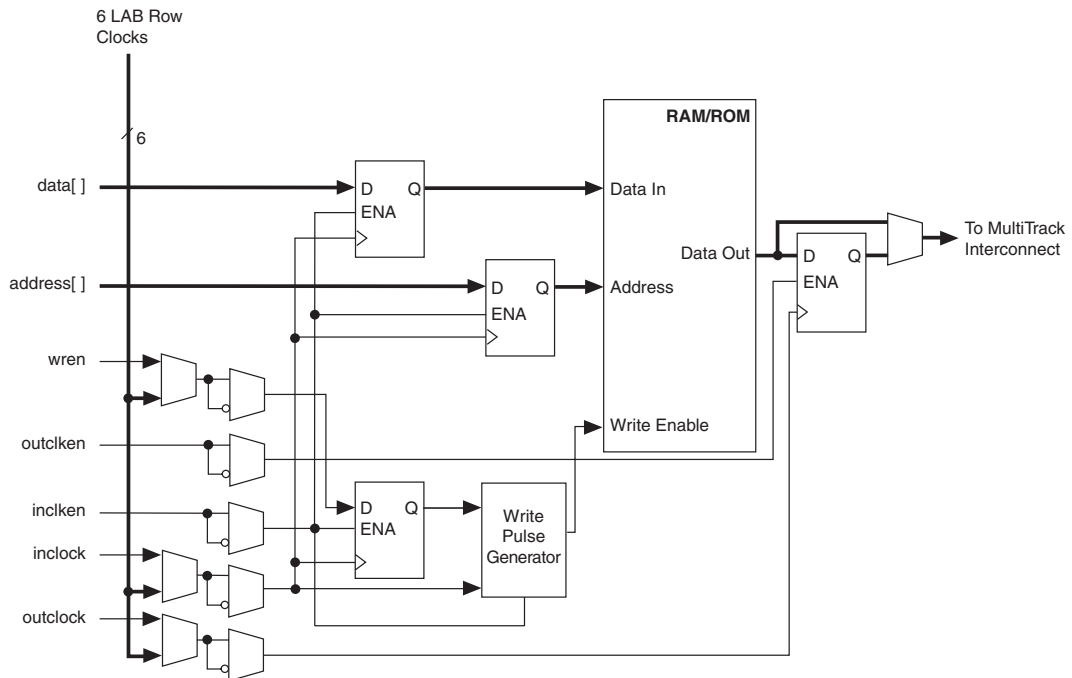 6 LAB Row
Clocks
6
RAM/ROM
data[ ]
D Q
ENA
Data In
Data Out
D Q
ENA
To MultiTrack
Interconnect
address[ ]
D Q
ENA
Address
wren
Write Enable
outclken
inclken
D Q
ENA
Write
Pulse
Generator
inclock
outclock